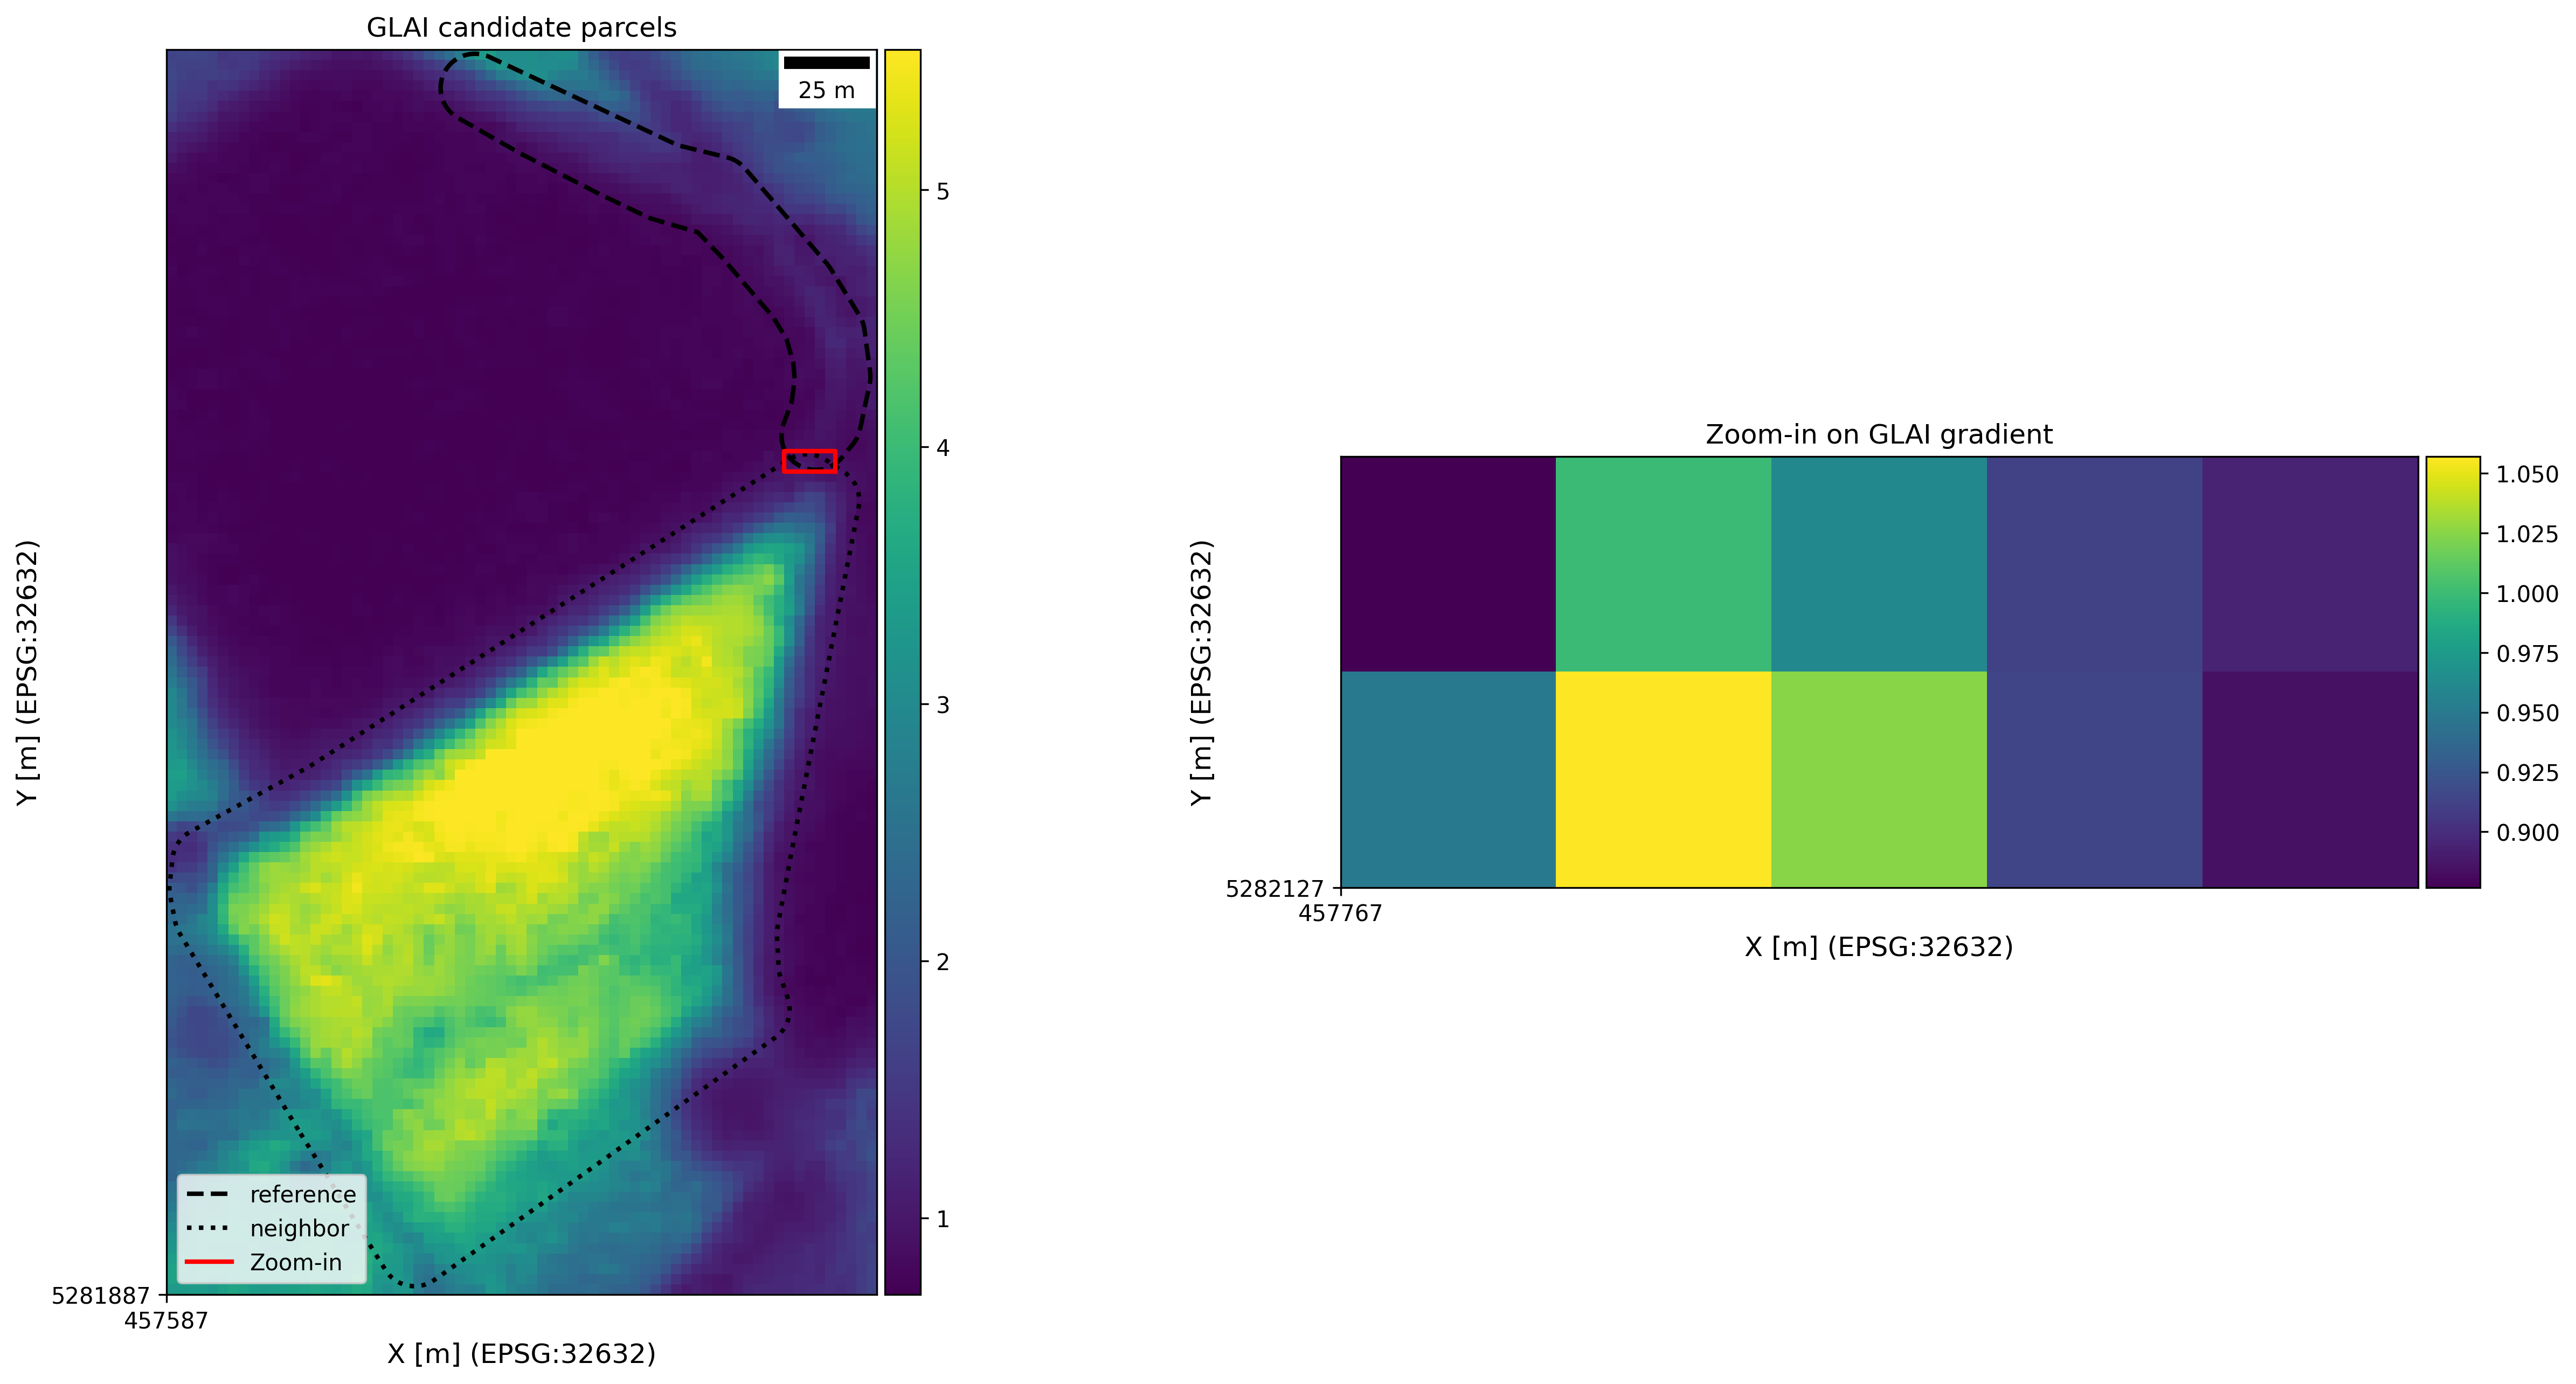 GLAI candidate parcels
25 m
5
4
3
2
1
Y [m] (EPSG:32632)
reference
neighbor
Zoom-in
5281887
457587
X [m] (EPSG:32632)
Zoom-in on GLAI gradient
1.050
1.025
1.000
0.975
0.950
0.925
0.900
Y [m] (EPSG:32632)
5282127
457767
X [m] (EPSG:32632)